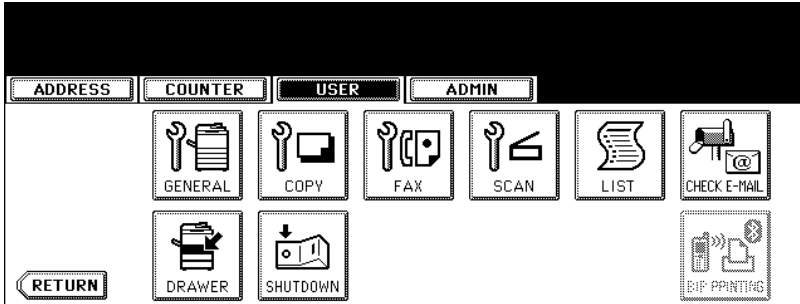 ADDRESS COUNTER USER ADMIN
GENERAL COPY FAX SCAN LIST CHECK E-MAIL
DRAWER SHUTDOWN BIP PRINTING
RETURN